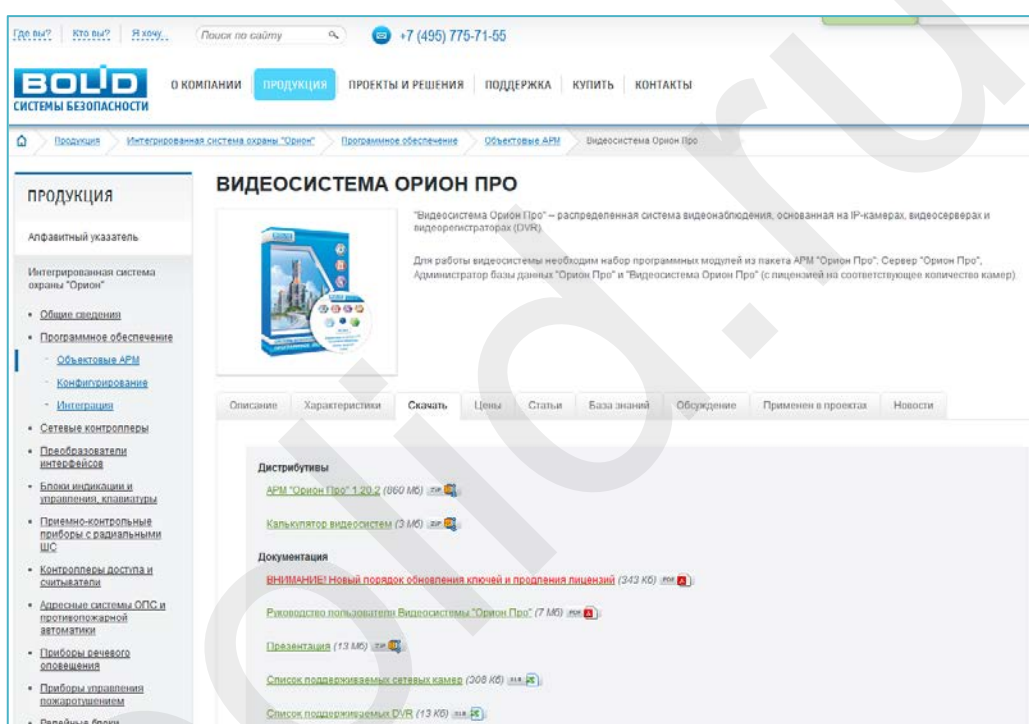 Где вы? Кто вы? Я хочу... Поиск по сайту +7 (495) 775-71-55
BOLID
СИСТЕМЫ БЕЗОПАСНОСТИ
О КОМПАНИИ ПРОДУКЦИЯ ПРОЕКТЫ И РЕШЕНИЯ ПОДДЕРЖКА КУПИТЬ КОНТАКТЫ
Продукция Интегрированная система охраны "Орион" Программное обеспечение Объектовые АРМ Видеосистема Орион Про
ПРОДУКЦИЯ
Алфавитный указатель
Интегрированная система
охраны "Орион"
Общие сведения
Программное обеспечение
Объектовые АРМ
Конфигурирование
Интеграция
Сетевые контроллеры
Преобразователи
интерфейсов
Блоки индикации и
управления, клавиатуры
Приемно-контрольные
приборы с радиальными
ШС
Контроллеры доступа и
считыватели
Адресные системы ОПС и
противопожарной
автоматики
Приборы речевого
оповещения
Приборы управления
пожаротушением
Релейные блоки
ВИДЕОСИСТЕМА ОРИОН ПРО
"Видеосистема Орион Про" – распределенная система видеонаблюдения, основанная на IP-камерах, видеосерверах и
видеорегистраторах (DVR).
Для работы видеосистемы необходим набор программных модулей из пакета АРМ "Орион Про": Сервер "Орион Про",
Администратор базы данных "Орион Про" и "Видеосистема Орион Про" (с лицензией на соответствующее количество камер).
Описание Характеристики Скачать Цены Статьи База знаний Обсуждение Применен в проектах Новости
Дистрибутивы
АРМ "Орион Про" 1.20.2 (860 Мб) ZIP
Калькулятор видеосистем (3 Мб) ZIP
Документация
ВНИМАНИЕ! Новый порядок обновления ключей и продления лицензий (343 Кб) PDF
Руководство пользователя Видеосистемы "Орион Про" (7 Мб) PDF
Презентация (13 Мб) ZIP
Список поддерживаемых сетевых камер (308 Кб) XLS
Список поддерживаемых DVR (13 Кб) XLS